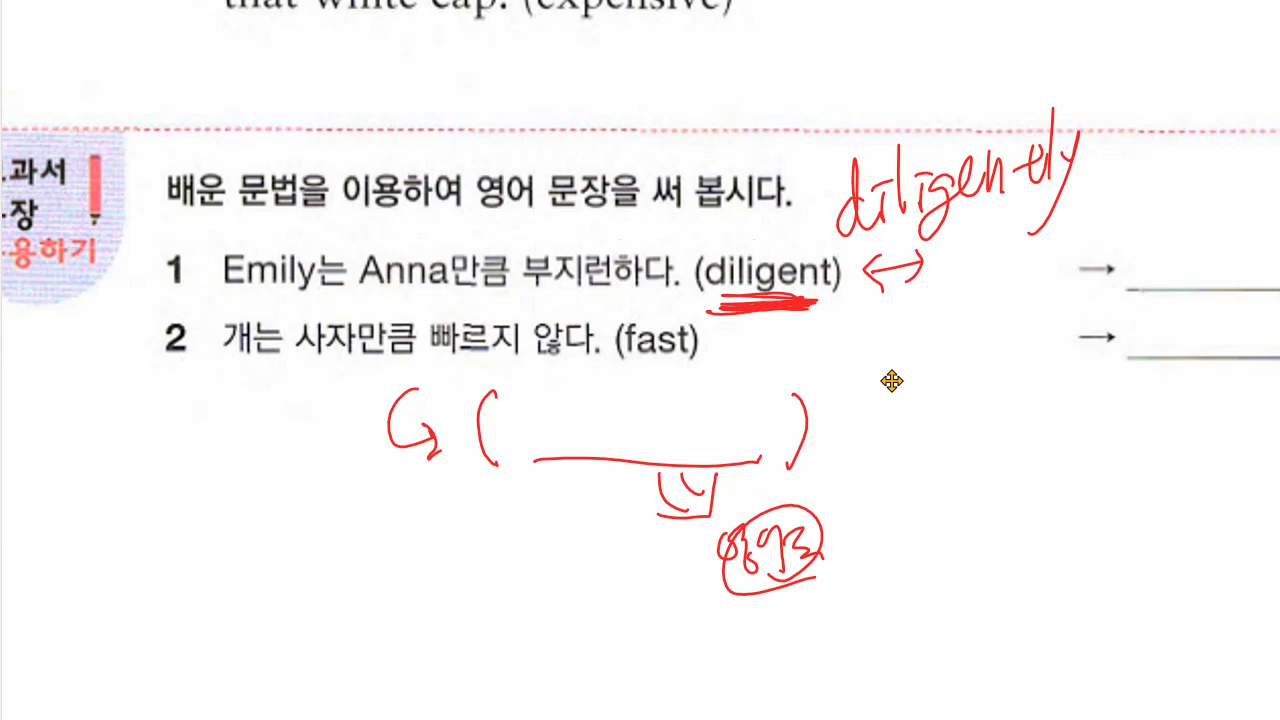 that white cap. (expensive)
과서
장
용하기
배운 문법을 이용하여 영어 문장을 써 봅시다.
diligently
1 Emily는 Anna만큼 부지런하다. (diligent) ↔ →
2 개는 사자만큼 빠르지 않다. (fast) →
( )
영어로